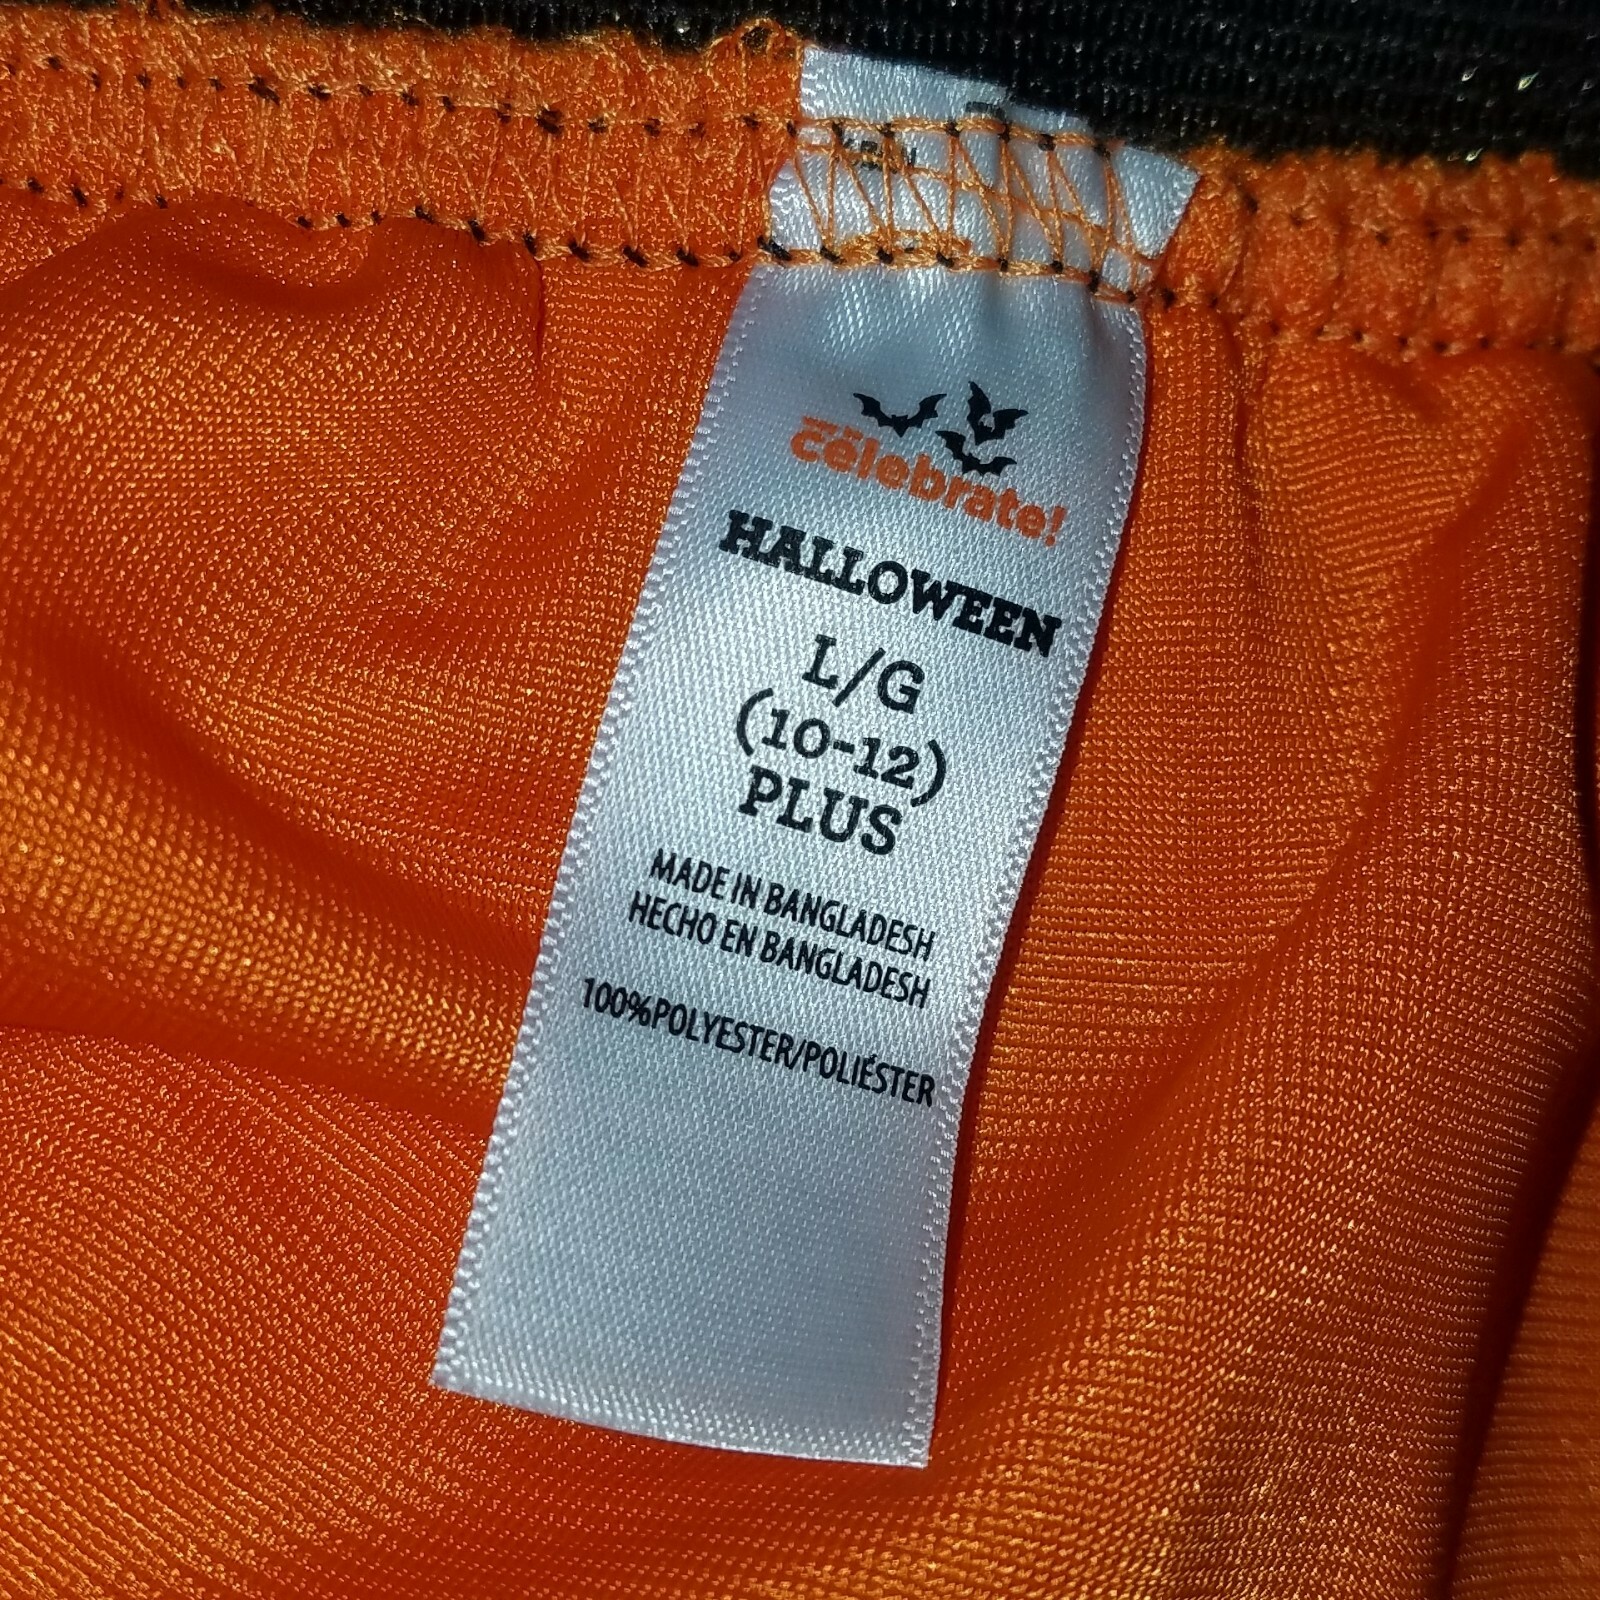 celebrate!
HALLOWEEN
L/G
(10-12)
PLUS
MADE IN BANGLADESH
HECHO EN BANGLADESH
100%POLYESTER/POLIÉSTER